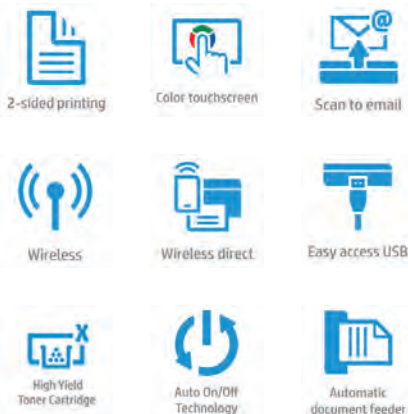 2-sided printing
Color touchscreen
@
Scan to email
Wireless
Wireless direct
Easy access USB
X
High Yield
Toner Cartridge
Auto On/Off
Technology
Automatic
document feeder